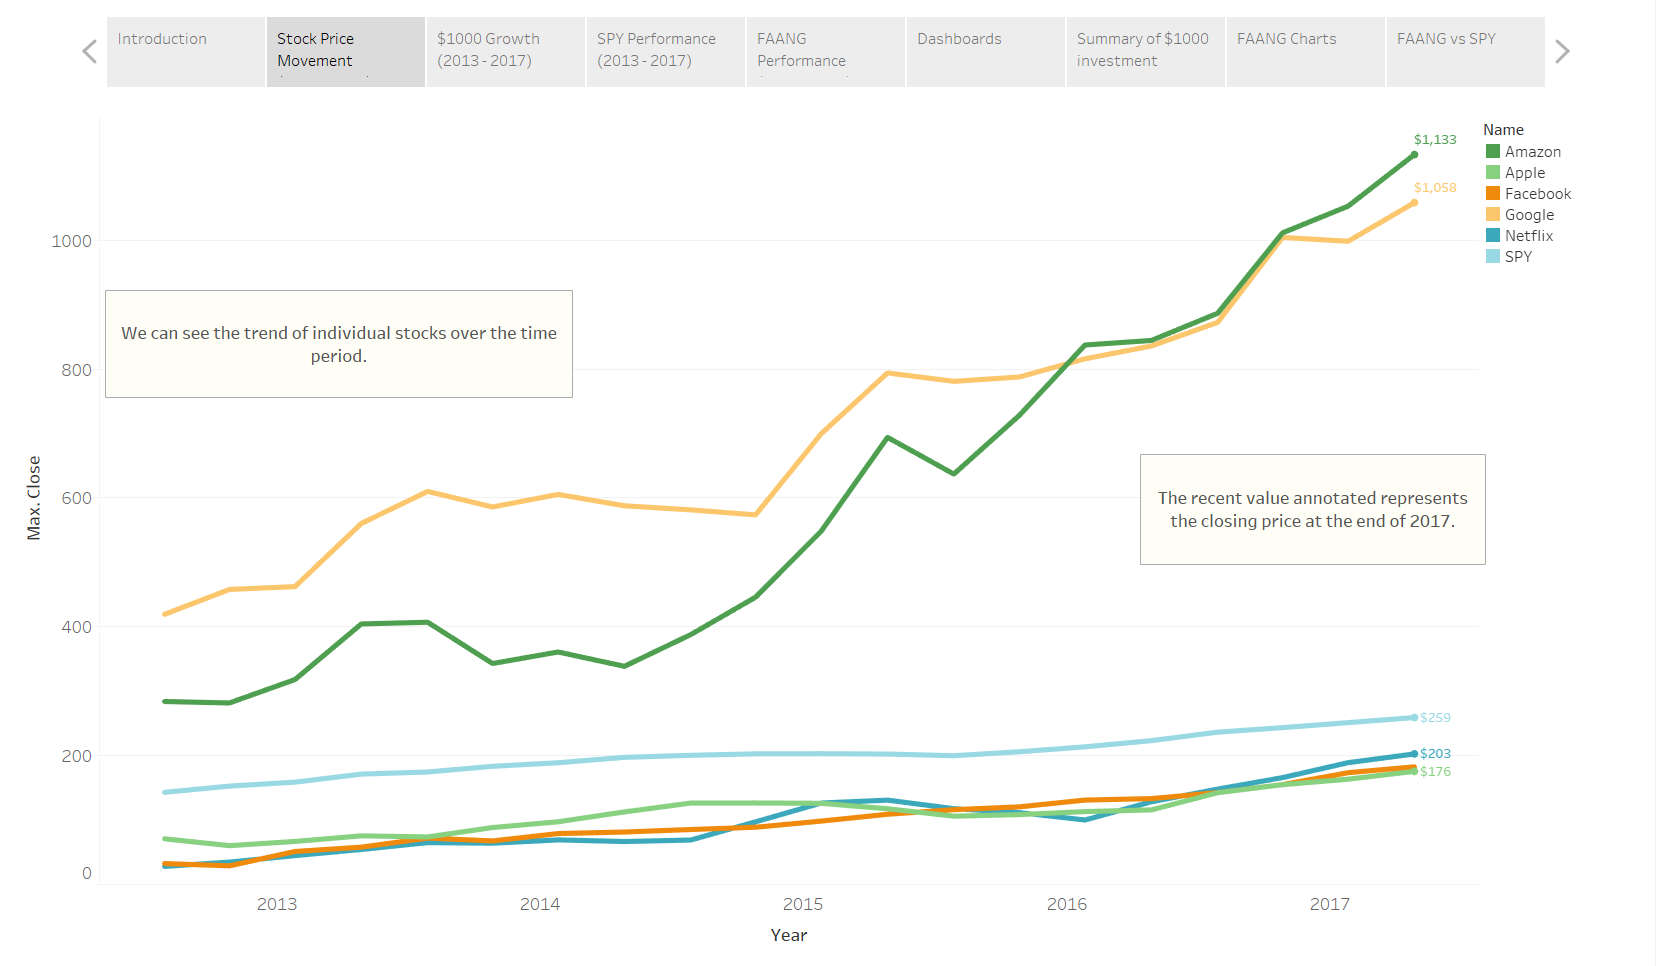 Introduction
Stock Price
Movement
$1000 Growth
(2013 - 2017)
SPY Performance
(2013 - 2017)
FAANG
Performance
Dashboards
Summary of $1000
investment
FAANG Charts
FAANG vs SPY
Name
Amazon
Apple
Facebook
Google
Netflix
SPY
$1,133
$1,058
1000
We can see the trend of individual stocks over the time
period.
800
Max. Close
The recent value annotated represents
the closing price at the end of 2017.
600
400
$259
200
$203
$176
0
2013
2014
2015
2016
2017
Year